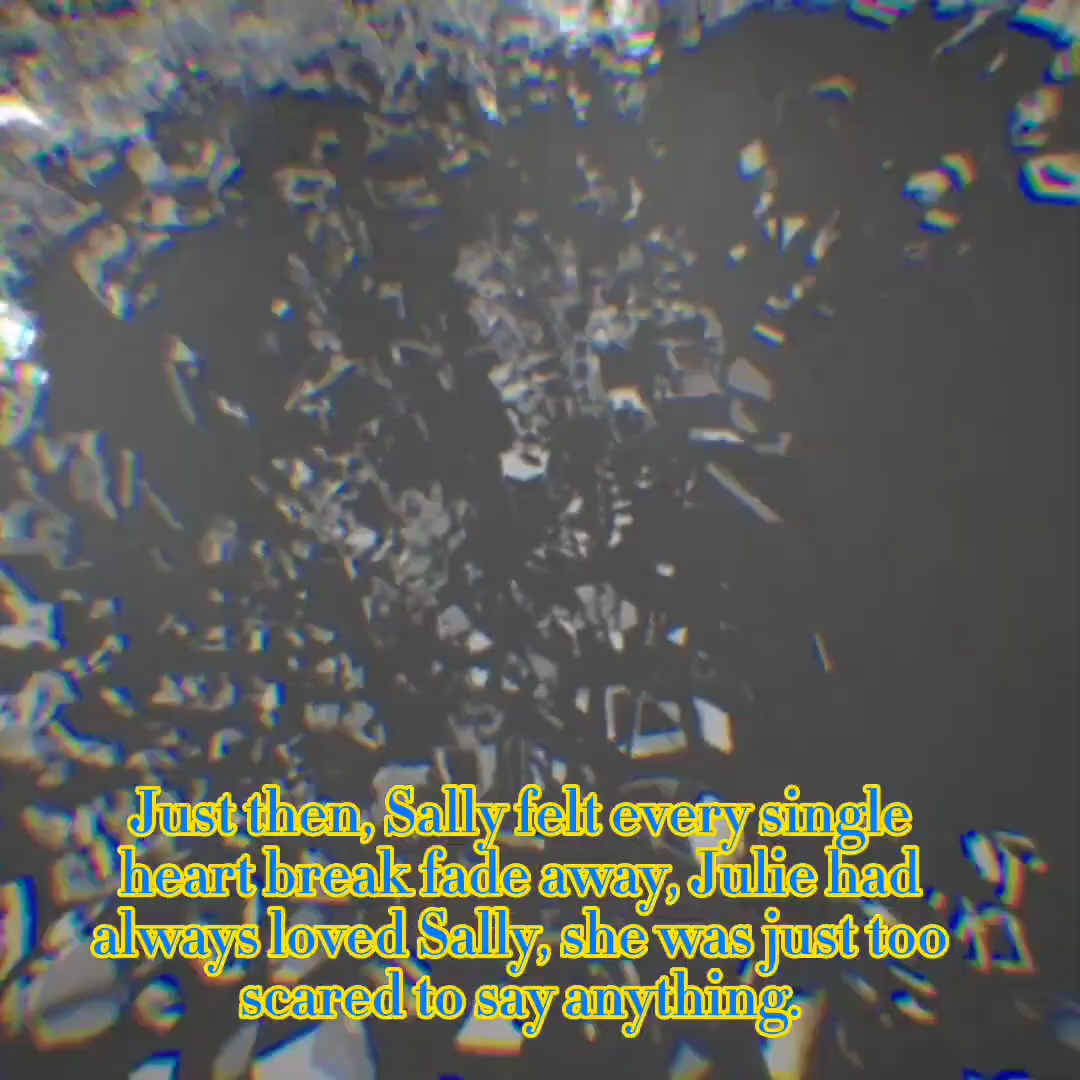 Just then, Sally felt every single
heart break fade away, Julie had
always loved Sally, she was just too
scared to say anything.